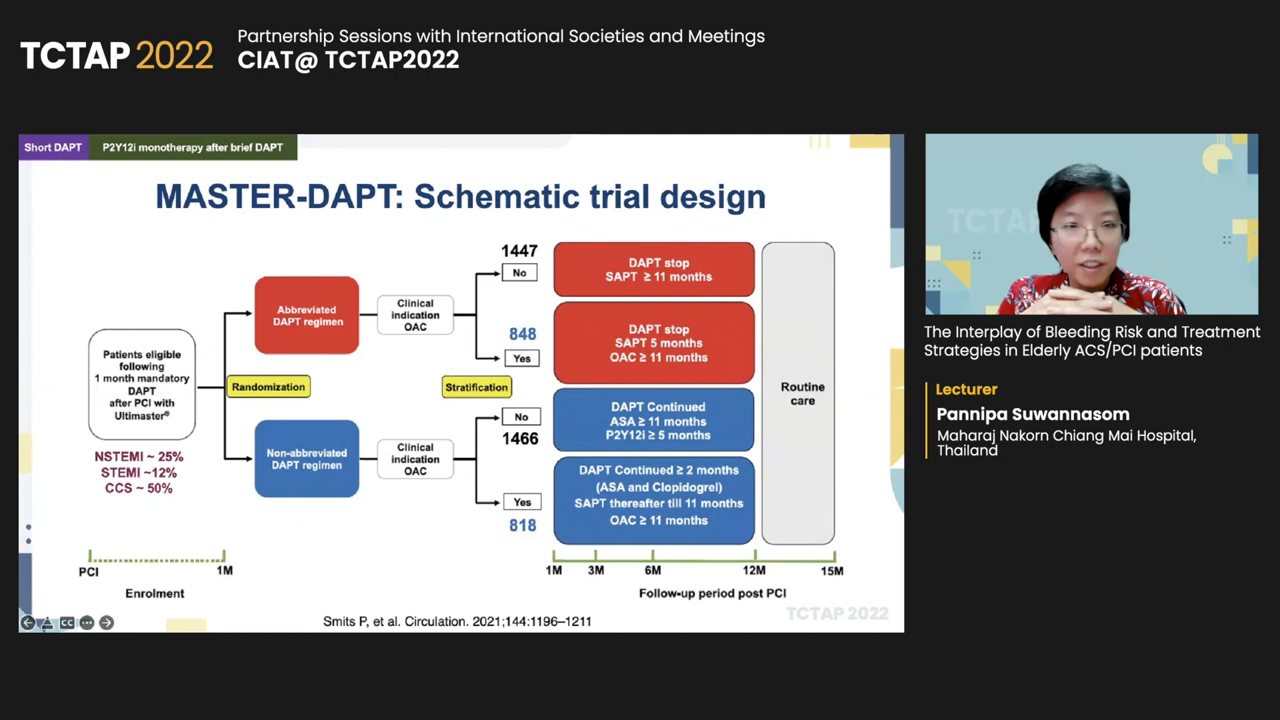 TCTAP 2022
Partnership Sessions with International Societies and Meetings
CIAT@ TCTAP2022
Short DAPT
P2Y12i monotherapy after brief DAPT
MASTER-DAPT: Schematic trial design
Patients eligible
following
1 month mandatory
DAPT
after PCI with
Ultimaster®
NSTEMI ~ 25%
STEMI ~12%
CCS ~ 50%
Randomization
Abbreviated
DAPT regimen
Non-abbreviated
DAPT regimen
Clinical
indication
OAC
Clinical
indication
OAC
Stratification
1447
No
848
Yes
No
1466
Yes
818
DAPT stop
SAPT ≥ 11 months
DAPT stop
SAPT 5 months
OAC ≥ 11 months
DAPT Continued
ASA ≥ 11 months
P2Y12i ≥ 5 months
DAPT Continued ≥ 2 months
(ASA and Clopidogrel)
SAPT thereafter till 11 months
OAC ≥ 11 months
Routine
care
PCI
1M
Enrolment
1M
3M
6M
12M
15M
Follow-up period post PCI
TCTAP 2022
Smits P, et al. Circulation. 2021;144:1196–1211
CC
TCTAP
The Interplay of Bleeding Risk and Treatment
Strategies in Elderly ACS/PCI patients
Lecturer
Pannipa Suwannasom
Maharaj Nakorn Chiang Mai Hospital,
Thailand